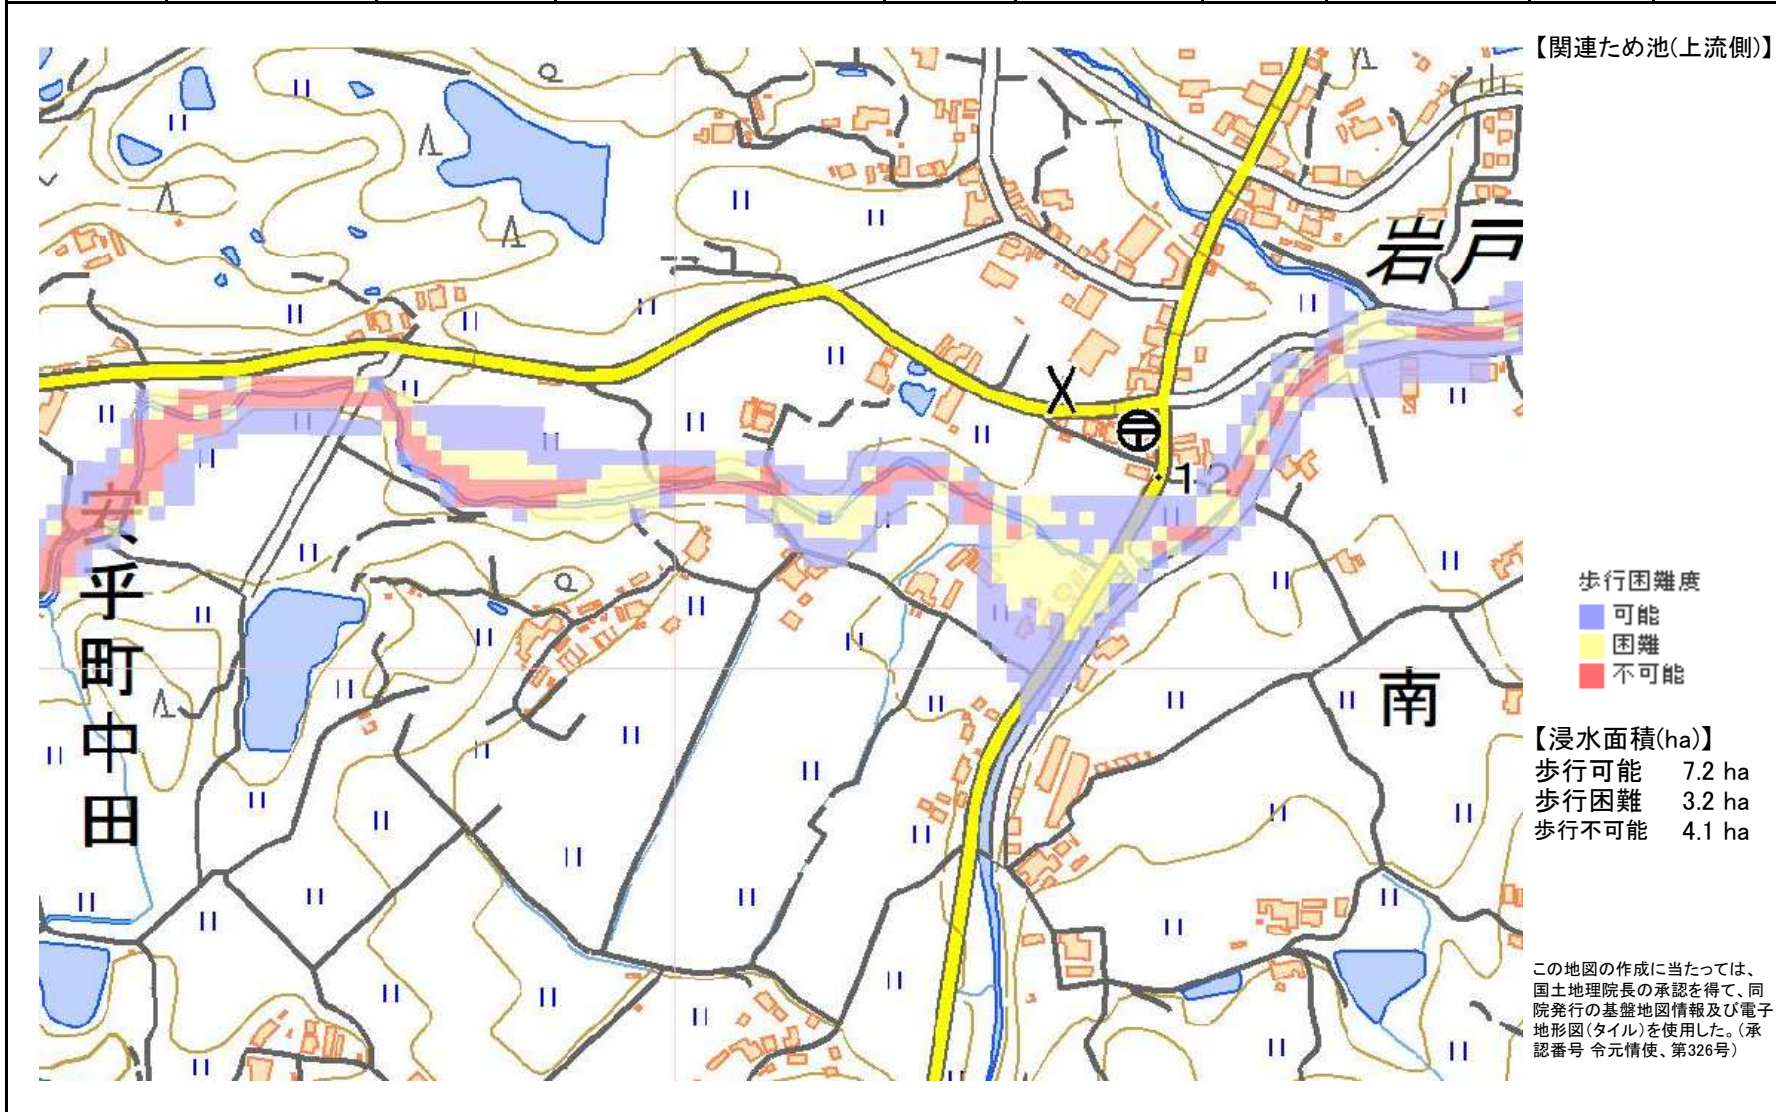 【関連ため池(上流側)】
岩戸
12
安乎町中田
南
歩行困難度
可能
困難
不可能
【浸水面積(ha)】
歩行可能 7.2 ha
歩行困難 3.2 ha
歩行不可能 4.1 ha
この地図の作成に当たっては、
国土地理院長の承認を得て、同
院発行の基盤地図情報及び電子
地形図(タイル)を使用した。(承
認番号 令元情使、第326号)